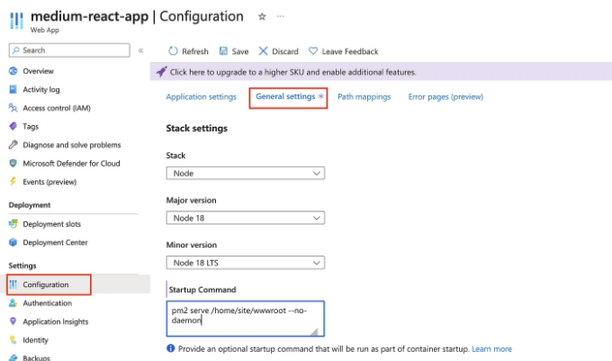 medium-react-app | Configuration ☆ ...
Web App
Search «
Refresh Save Discard Leave Feedback
Click here to upgrade to a higher SKU and enable additional features.
Overview
Activity log
Access control (IAM)
Tags
Diagnose and solve problems
Microsoft Defender for Cloud
Events (preview)
Deployment
Deployment slots
Deployment Center
Settings
Configuration
Authentication
Application Insights
Identity
Backups
Application settings General settings * Path mappings Error pages (preview)
Stack settings
Stack
Node
Major version
Node 18
Minor version
Node 18 LTS
Startup Command
pm2 serve /home/site/wwwroot --no-
daemon
Provide an optional startup command that will be run as part of container startup. Learn more